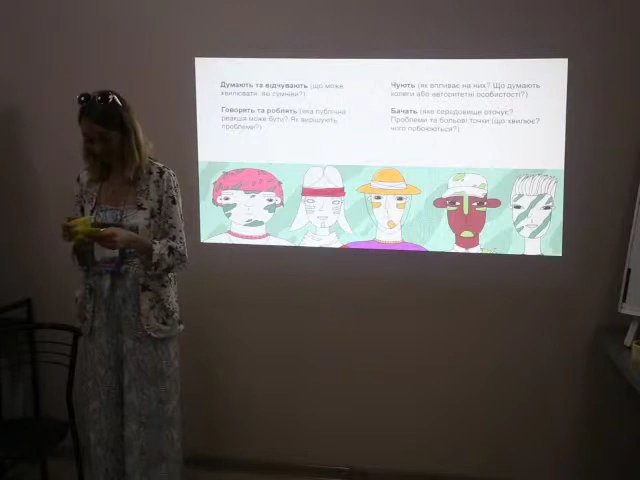 Думають та відчувають (що може
хвилювати, які сумніви?)
Говорять та роблять (яка публічна
реакція може бути? Як вирішують
проблеми?)
Чують (як впливає на них? Що думають
колеги або авторитетні особистості?)
Бачать (яке середовище оточує?
Проблеми та больові точки (що хвилює?
чого побоюються?)